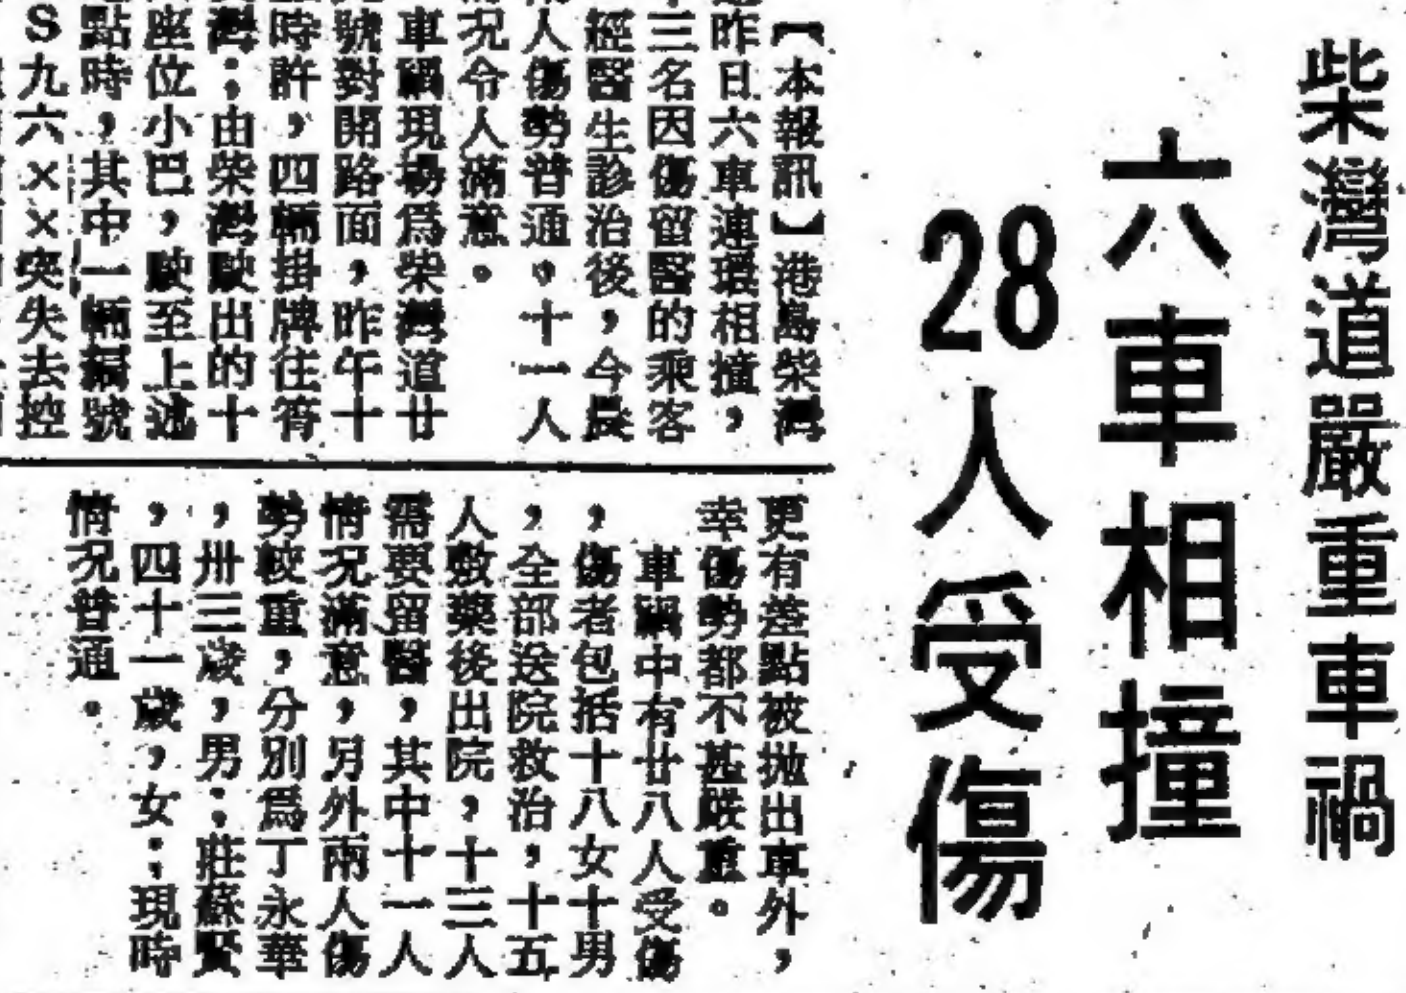 柴灣道嚴重車禍
六車相撞
28人受傷
【本報訊】港島柴灣
昨日六車連環相撞，
三名因傷留醫的乘客
經醫生診治後，今晨
人傷勢普通。十一人
况令人滿意。
車禍現場爲柴灣道廿
號對開路面，昨午十
時許，四輛掛牌往筲
灣；由柴灣駛出的十
座位小巴，駛至上述
點時，其中一輛編號
S九六××突失去控
更有差點被拋出車外，
幸傷勢都不甚嚴重。
車禍中有廿八人受傷
，傷者包括十八女十男
，全部送院救治，十五
人敷藥後出院，十三人
需要留醫，其中十一人
情况滿意，另外兩人傷
勢較重，分別爲丁永華
，卅三歲，男；莊蘇賢
，四十一歲，女；現時
情况普通。